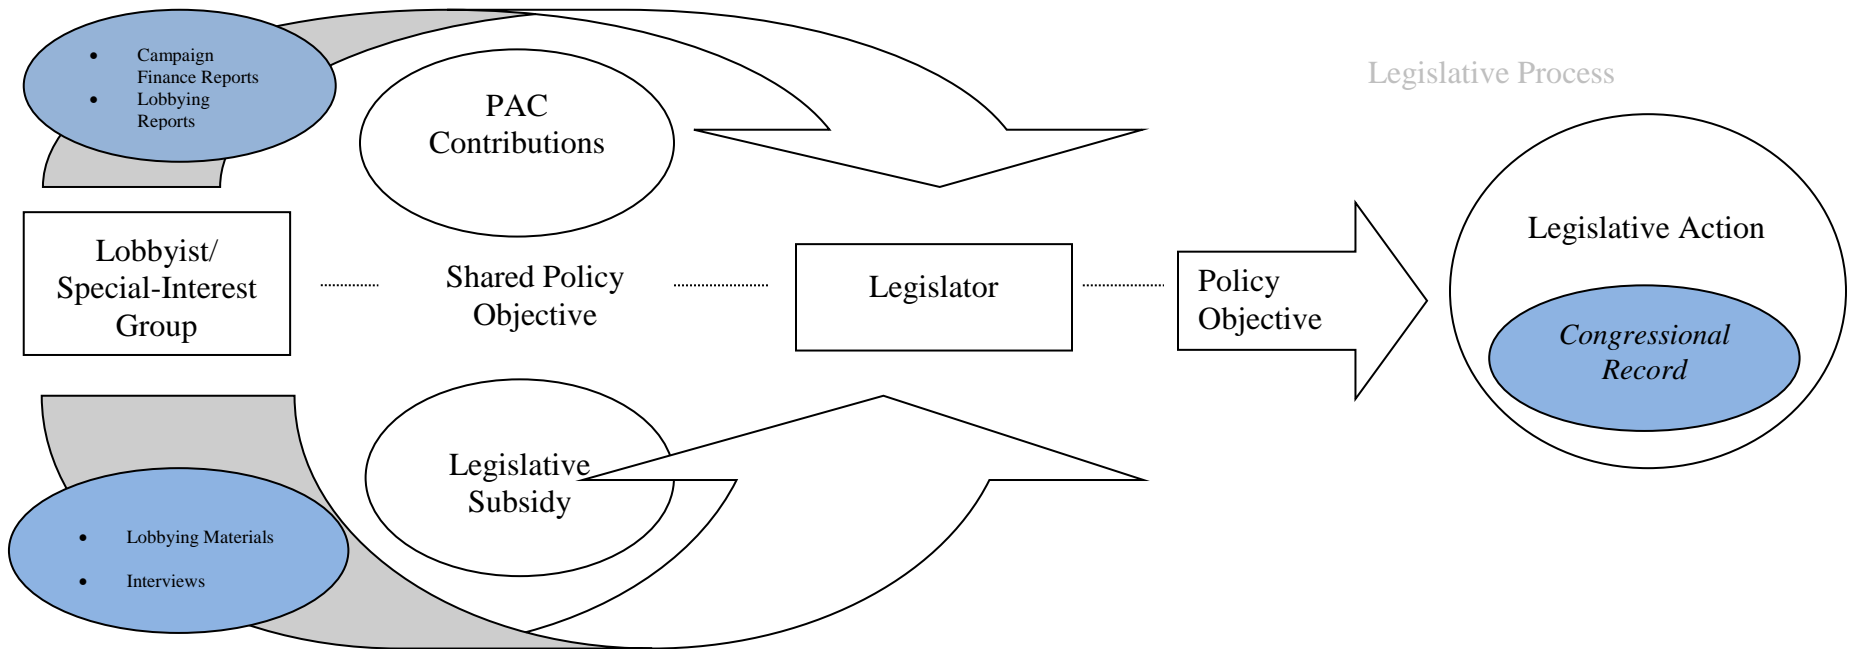 • Campaign
Finance Reports
• Lobbying
Reports
PAC
Contributions
Legislative Process
Lobbyist/
Special-Interest
Group
Shared Policy
Objective
Legislator
Policy
Objective
Legislative Action
Congressional
Record
Legislative
Subsidy
• Lobbying Materials
• Interviews